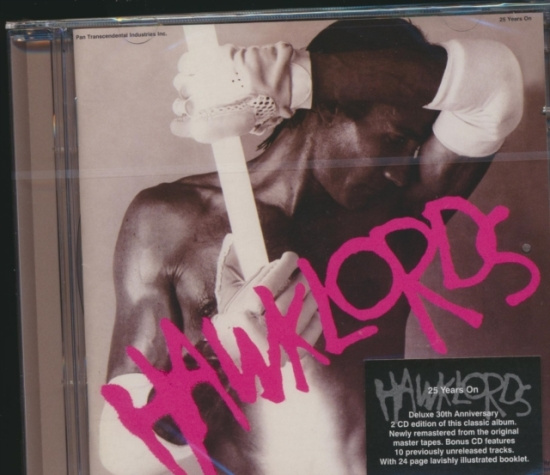 Pan Transcendental Industries Inc.
25 Years On
HAWKLORDS
HAWKLORDS
25 Years On
Deluxe 30th Anniversary
2 CD edition of this classic album.
Newly remastered from the original
master tapes. Bonus CD features
10 previously unreleased tracks.
With 24 page lavishly illustrated booklet.